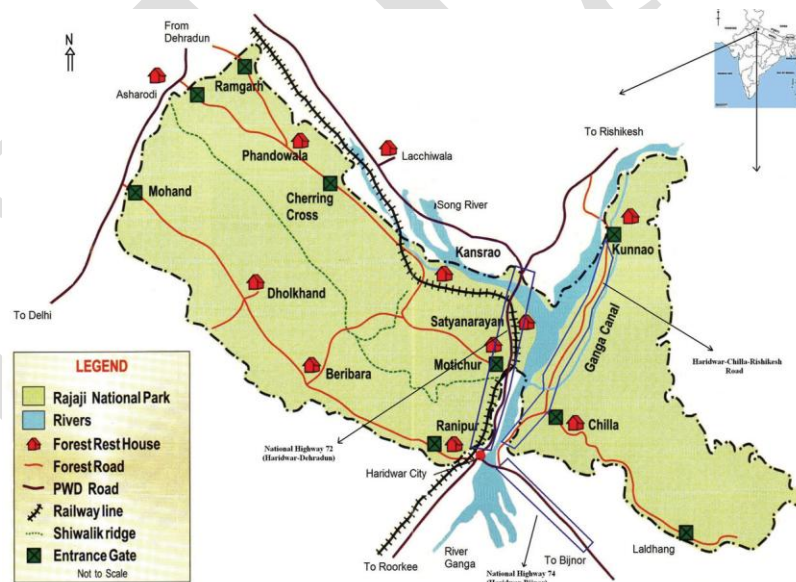 From
Dehradun
N
Ramgarh
Asharodi
To Rishikesh
Phandowala
Lacchiwala
Mohand
Cherring
Cross
Song River
Kansrao
Kunnao
Dholkhand
To Delhi
Satyanarayan
Ganga Canal
Haridwar-Chilla-Rishikesh
Road
Motichur
Beribara
Chilla
Ranipur
National Highway 72
(Haridwar-Dehradun)
Haridwar City
LEGEND
Rajaji National Park
Rivers
Forest Rest House
Forest Road
PWD Road
Railway line
Shiwalik ridge
Entrance Gate
Not to Scale
To Roorkee
River
Ganga
To Bijnor
Laldhang
National Highway 74